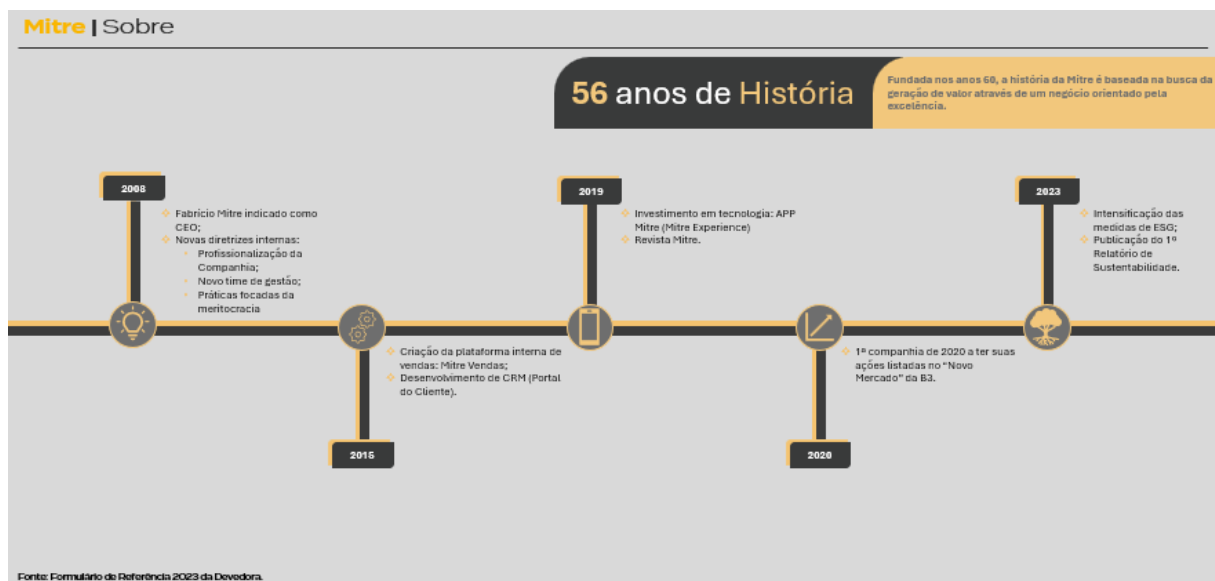 Mitre | Sobre
56 anos de História
Fundada nos anos 60, a história da Mitre é baseada na busca da
geração de valor através de um negócio orientado pela
excelência.
2008
Fabrício Mitre indicado como
CEO;
Novas diretrizes internas:
Profissionalização da
Companhia;
Novo time de gestão;
Práticas focadas da
meritocracia
2015
Criação da plataforma interna de
vendas: Mitre Vendas;
Desenvolvimento de CRM (Portal
do Cliente).
2019
Investimento em tecnologia: APP
Mitre (Mitre Experience)
Revista Mitre.
2020
1ª companhia de 2020 a ter suas
ações listadas no “Novo
Mercado” da B3.
2023
Intensificação das
medidas de ESG;
Publicação do 1º
Relatório de
Sustentabilidade.
Fonte: Formulário de Referência 2023 da Devedora.